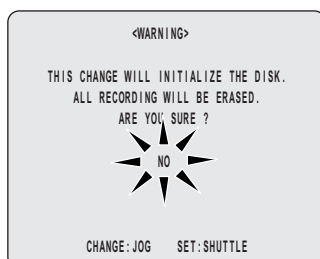 <WARNING>
THIS CHANGE WILL INITIALIZE THE DISK.
ALL RECORDING WILL BE ERASED.
ARE YOU SURE ?
NO
CHANGE:JOG SET:SHUTTLE